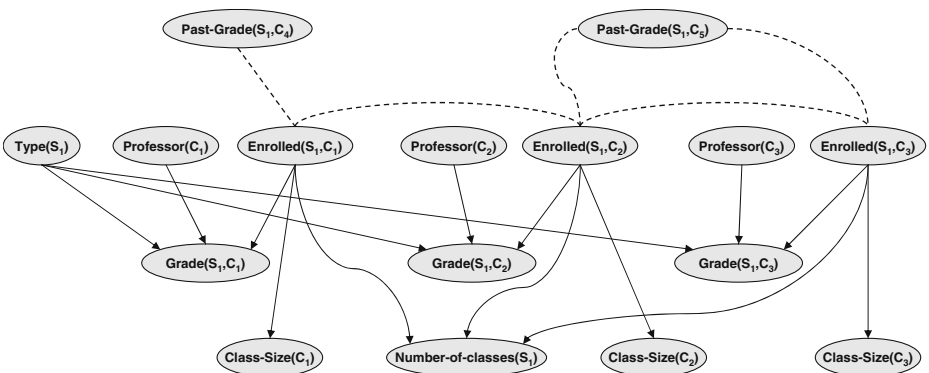 Past-Grade(S₁,C₄)
Past-Grade(S₁,C₅)
Type(S₁)
Professor(C₁)
Enrolled(S₁,C₁)
Professor(C₂)
Enrolled(S₁,C₂)
Professor(C₃)
Enrolled(S₁,C₃)
Grade(S₁,C₁)
Grade(S₁,C₂)
Grade(S₁,C₃)
Class-Size(C₁)
Number-of-classes(S₁)
Class-Size(C₂)
Class-Size(C₃)